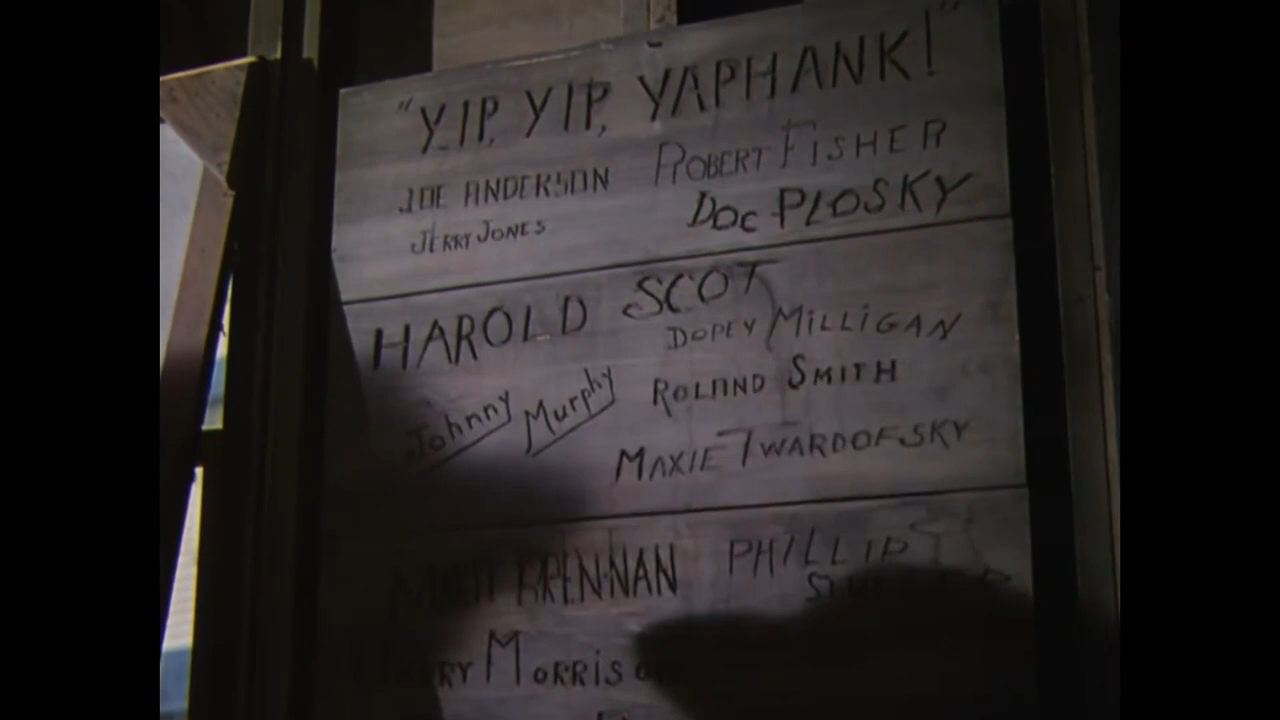 "YIP, YIP, YAPHANK!"
JOE ANDERSON ROBERT FISHER
JERRY JONES DOC PLOSKY
HAROLD SCOT
DOPEY MILLIGAN
Johnny Murphy ROLAND SMITH
MAXIE TWARDOFSKY
BRENNAN PHILLIP
MORRISON